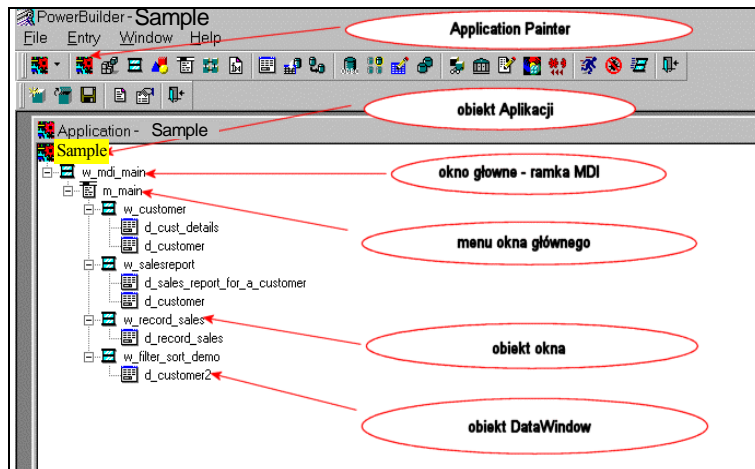 PowerBuilder - Sample
File Entry Window Help
Application Painter
obiekt Aplikacji
Application - Sample
Sample
w_mdi_main
okno głowne - ramka MDI
m_main
w_customer
menu okna głównego
d_cust_details
d_customer
w_salesreport
d_sales_report_for_a_customer
d_customer
w_record_sales
d_record_sales
obiekt okna
w_filter_sort_demo
d_customer2
obiekt DataWindow